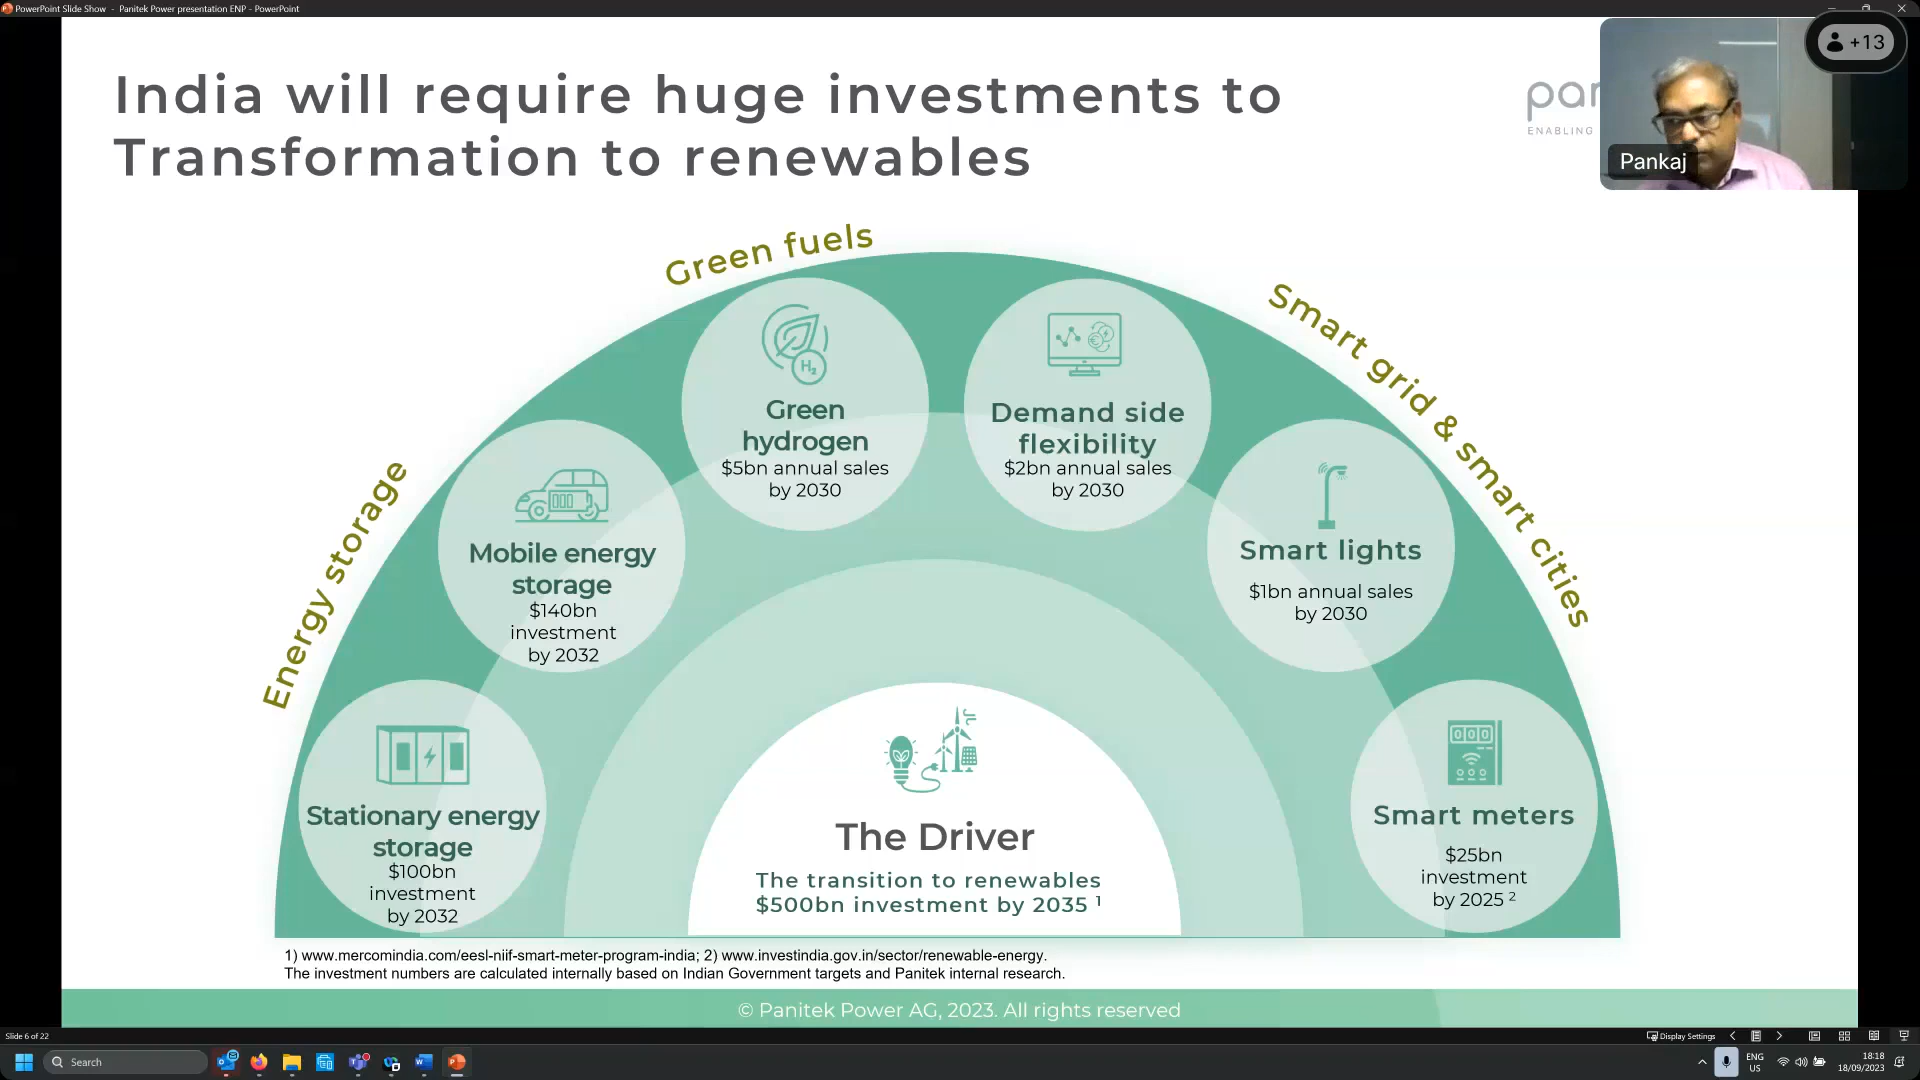 PowerPoint Slide Show - Panitek Power presentation ENP - PowerPoint
+13
Pankaj
India will require huge investments to
Transformation to renewables
ENABLING
Green fuels
Smart grid & smart cities
Energy storage
H₂
Green
hydrogen
$5bn annual sales
by 2030
Demand side
flexibility
$2bn annual sales
by 2030
Mobile energy
storage
$140bn
investment
by 2032
Smart lights
$1bn annual sales
by 2030
Stationary energy
storage
$100bn
investment
by 2032
The Driver
The transition to renewables
$500bn investment by 2035 ¹
000
Smart meters
$25bn
investment
by 2025 ²
1) www.mercomindia.com/eesl-niif-smart-meter-program-india; 2) www.investindia.gov.in/sector/renewable-energy.
The investment numbers are calculated internally based on Indian Government targets and Panitek internal research.
© Panitek Power AG, 2023. All rights reserved
Slide 6 of 22
Display Settings
Search
ENG
US
18:18
18/09/2023